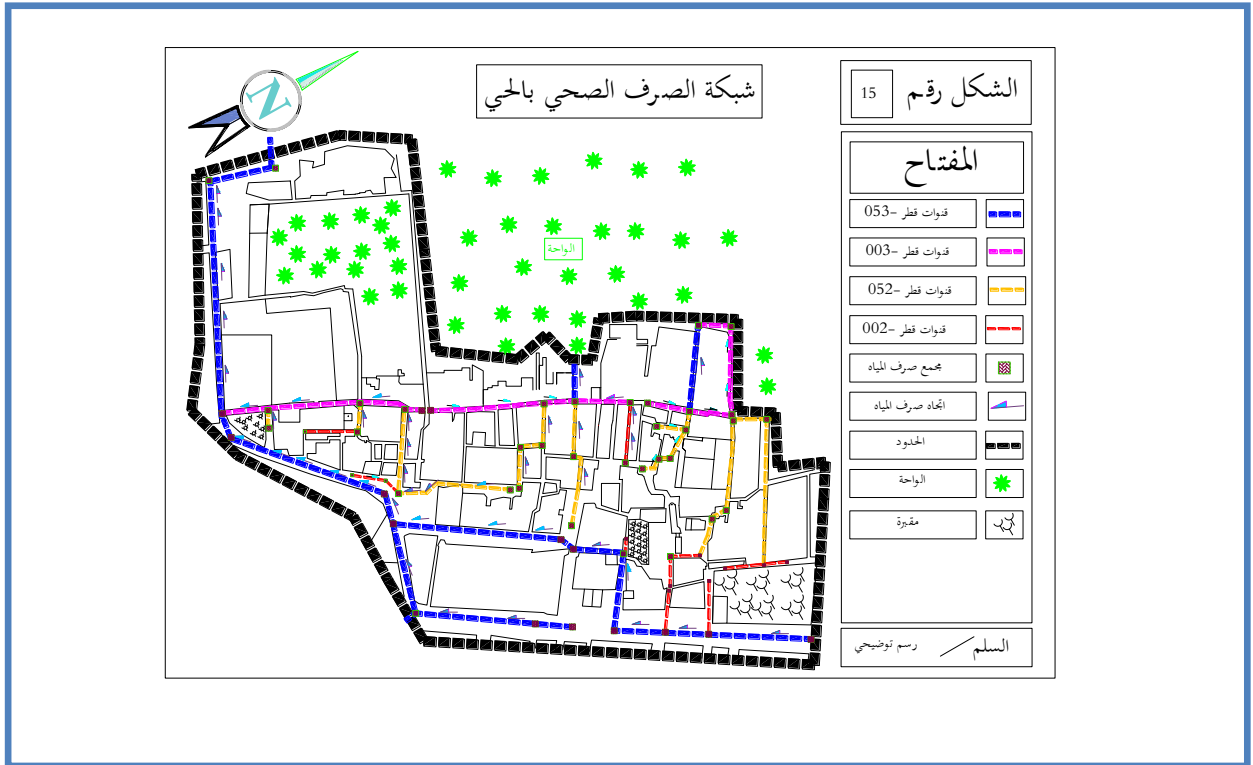 شبكة الصرف الصحي بالحي
الشكل رقم 15
المفتاح
قنوات قطر -053
قنوات قطر -003
قنوات قطر -052
قنوات قطر -002
مجمع صرف المياه
اتجاه صرف المياه
الحدود
الواحة
مقبرة
السلم / رسم توضيحي
N
الواحة